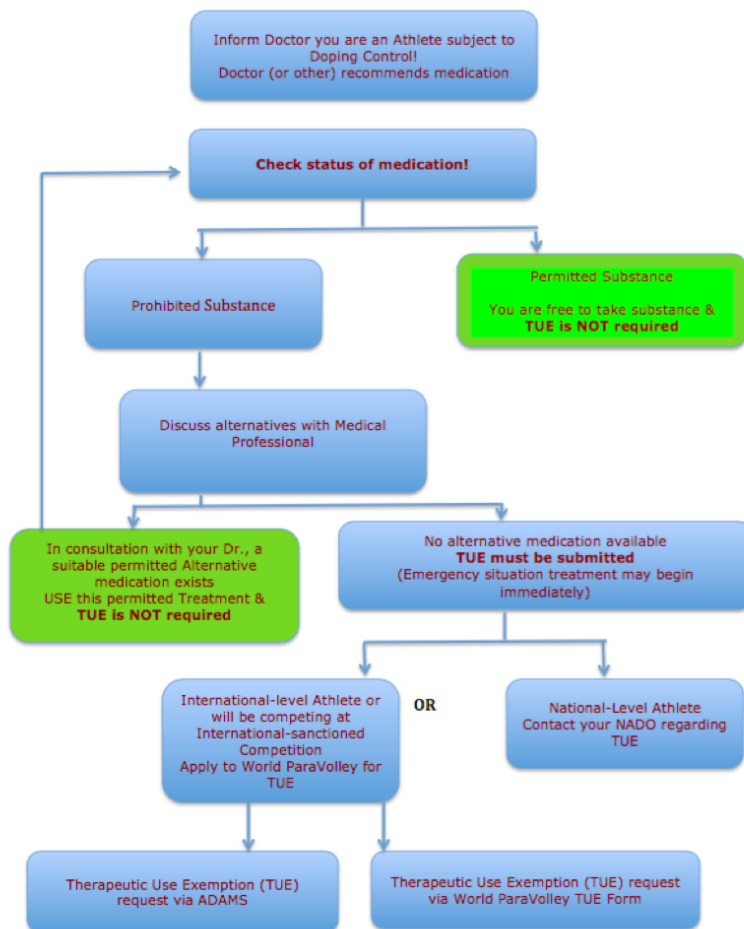 Inform Doctor you are an Athlete subject to
Doping Control!
Doctor (or other) recommends medication
Check status of medication!
Prohibited Substance
Permitted Substance
You are free to take substance &
TUE is NOT required
Discuss alternatives with Medical
Professional
In consultation with your Dr., a
suitable permitted Alternative
medication exists
USE this permitted Treatment &
TUE is NOT required
No alternative medication available
TUE must be submitted
(Emergency situation treatment may begin
immediately)
International-level Athlete or
will be competing at
International-sanctioned
Competition
Apply to World ParaVolley for
TUE
OR
National-Level Athlete
Contact your NADO regarding
TUE
Therapeutic Use Exemption (TUE)
request via ADAMS
Therapeutic Use Exemption (TUE) request
via World ParaVolley TUE Form